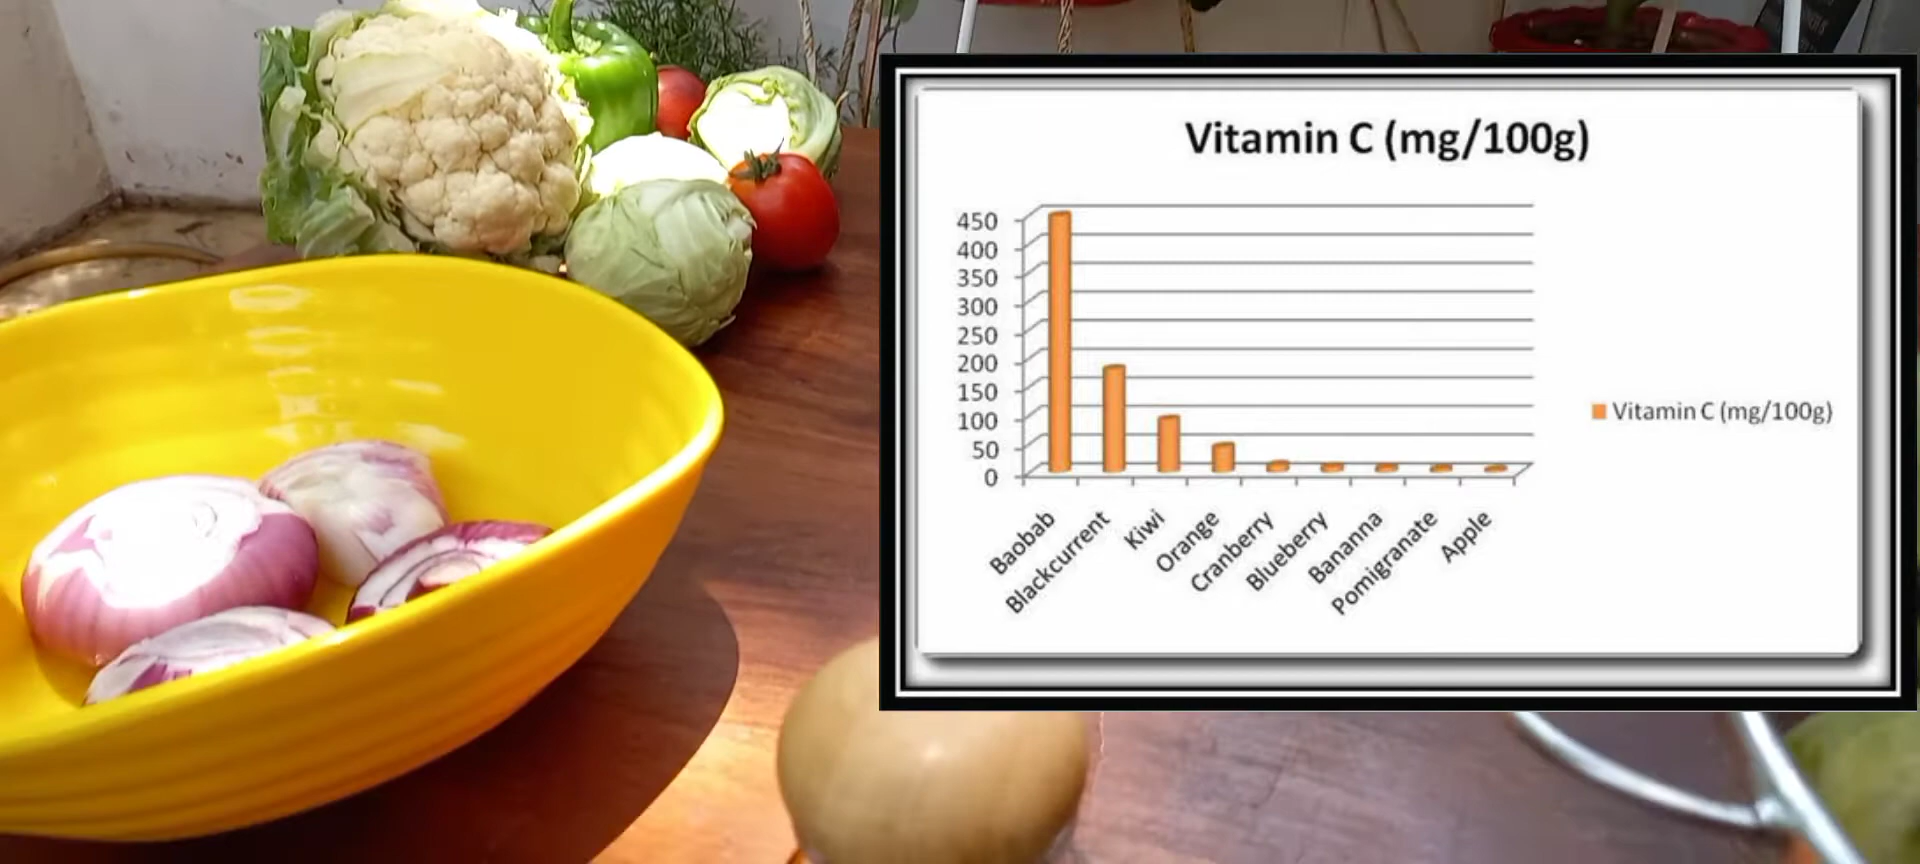 Vitamin C (mg/100g)
450
400
350
300
250
200
150
100
50
0
Baobab
Blackcurrent
Kiwi
Orange
Cranberry
Blueberry
Bananna
Pomigranate
Apple
Vitamin C (mg/100g)